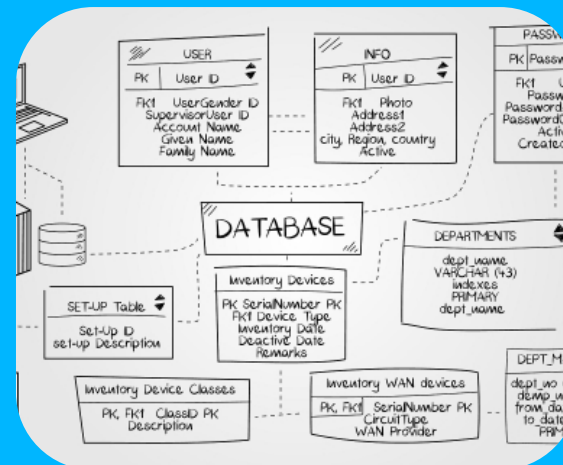 USER
PK User ID
FK1 UserGender ID
SupervisorUser ID
Account Name
Given Name
Family Name
INFO
PK User ID
FK1 Photo
Address1
Address2
city, Region, country
Active
PK
FK1
DATABASE
DEPARTMENTS
dept_name
VARCHAR (43)
indexes
PRIMARY
dept_name
Inventory Devices
PK SerialNumber PK
FK1 Device Type
Inventory Date
Deactive Date
Remarks
SET-UP Table
Set-Up ID
set-up Description
Inventory Device Classes
PK, FK1 ClassID PK
Description
Inventory WAN devices
PK, FK1 SerialNumber PK
CircuitType
WAN Provider
dept_no